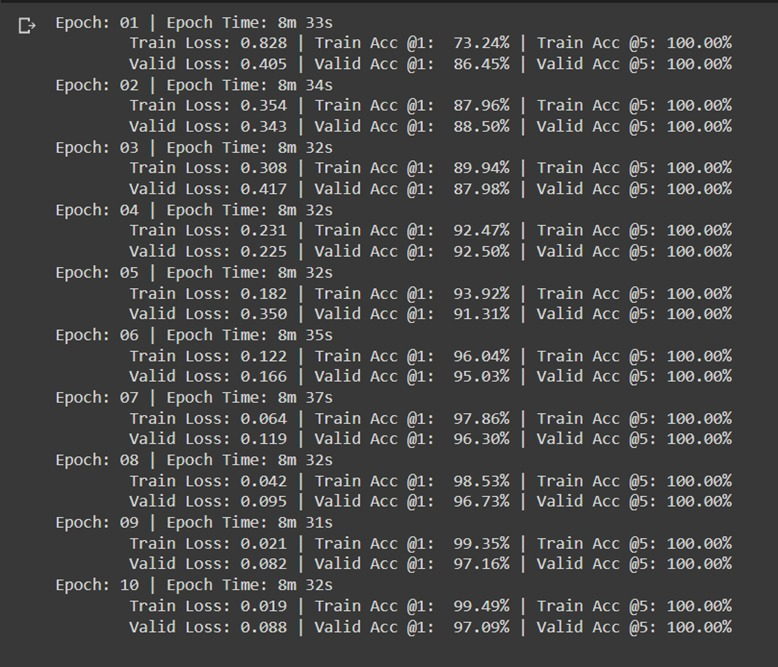 Epoch: 01 | Epoch Time: 8m 33s
Train Loss: 0.828 | Train Acc @1: 73.24% | Train Acc @5: 100.00%
Valid Loss: 0.405 | Valid Acc @1: 86.45% | Valid Acc @5: 100.00%
Epoch: 02 | Epoch Time: 8m 34s
Train Loss: 0.354 | Train Acc @1: 87.96% | Train Acc @5: 100.00%
Valid Loss: 0.343 | Valid Acc @1: 88.50% | Valid Acc @5: 100.00%
Epoch: 03 | Epoch Time: 8m 32s
Train Loss: 0.308 | Train Acc @1: 89.94% | Train Acc @5: 100.00%
Valid Loss: 0.417 | Valid Acc @1: 87.98% | Valid Acc @5: 100.00%
Epoch: 04 | Epoch Time: 8m 32s
Train Loss: 0.231 | Train Acc @1: 92.47% | Train Acc @5: 100.00%
Valid Loss: 0.225 | Valid Acc @1: 92.50% | Valid Acc @5: 100.00%
Epoch: 05 | Epoch Time: 8m 32s
Train Loss: 0.182 | Train Acc @1: 93.92% | Train Acc @5: 100.00%
Valid Loss: 0.350 | Valid Acc @1: 91.31% | Valid Acc @5: 100.00%
Epoch: 06 | Epoch Time: 8m 35s
Train Loss: 0.122 | Train Acc @1: 96.04% | Train Acc @5: 100.00%
Valid Loss: 0.166 | Valid Acc @1: 95.03% | Valid Acc @5: 100.00%
Epoch: 07 | Epoch Time: 8m 37s
Train Loss: 0.064 | Train Acc @1: 97.86% | Train Acc @5: 100.00%
Valid Loss: 0.119 | Valid Acc @1: 96.30% | Valid Acc @5: 100.00%
Epoch: 08 | Epoch Time: 8m 32s
Train Loss: 0.042 | Train Acc @1: 98.53% | Train Acc @5: 100.00%
Valid Loss: 0.095 | Valid Acc @1: 96.73% | Valid Acc @5: 100.00%
Epoch: 09 | Epoch Time: 8m 31s
Train Loss: 0.021 | Train Acc @1: 99.35% | Train Acc @5: 100.00%
Valid Loss: 0.082 | Valid Acc @1: 97.16% | Valid Acc @5: 100.00%
Epoch: 10 | Epoch Time: 8m 32s
Train Loss: 0.019 | Train Acc @1: 99.49% | Train Acc @5: 100.00%
Valid Loss: 0.088 | Valid Acc @1: 97.09% | Valid Acc @5: 100.00%